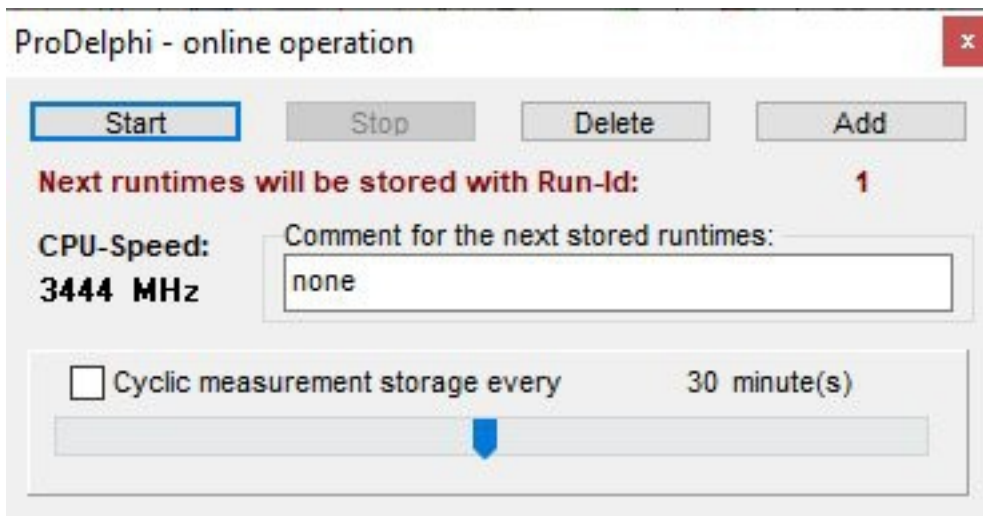 ProDelphi - online operation
x
Start Stop Delete Add
Next runtimes will be stored with Run-Id: 1
CPU-Speed:
3444 MHz
Comment for the next stored runtimes:
none
Cyclic measurement storage every 30 minute(s)